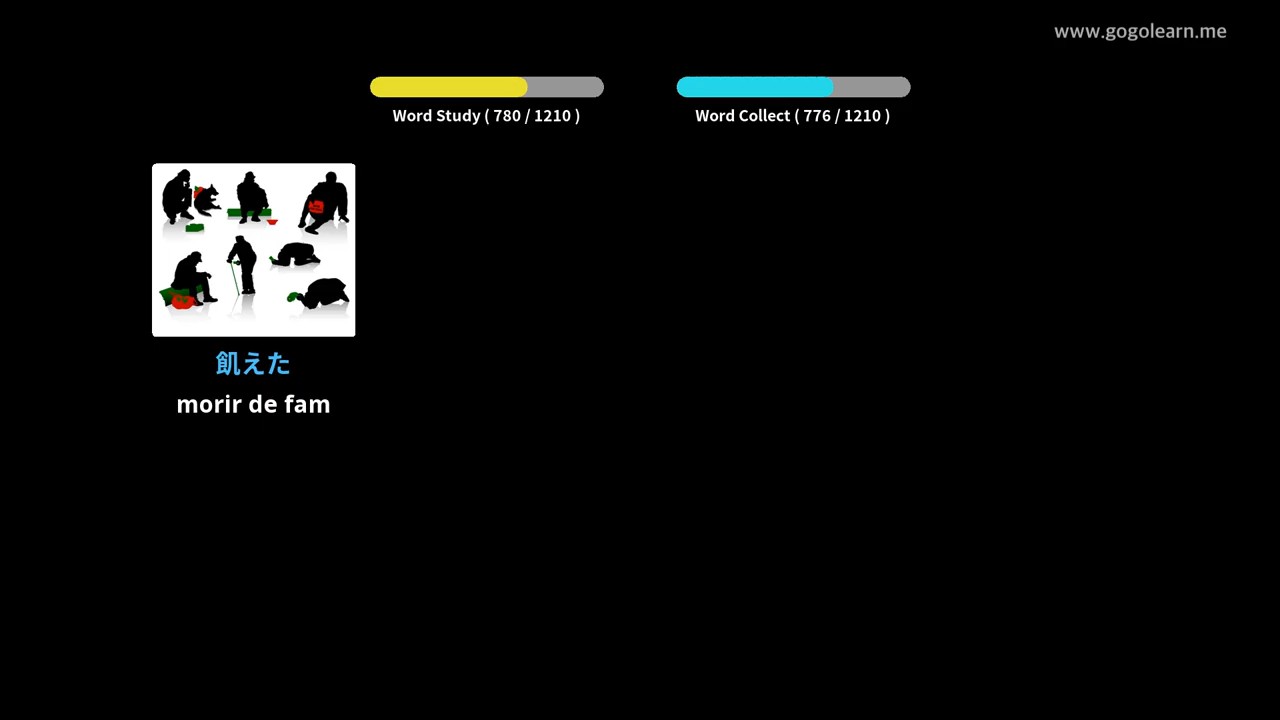 www.gogolearn.me
Word Study ( 780 / 1210 )
Word Collect ( 776 / 1210 )
飢えた
morir de fam